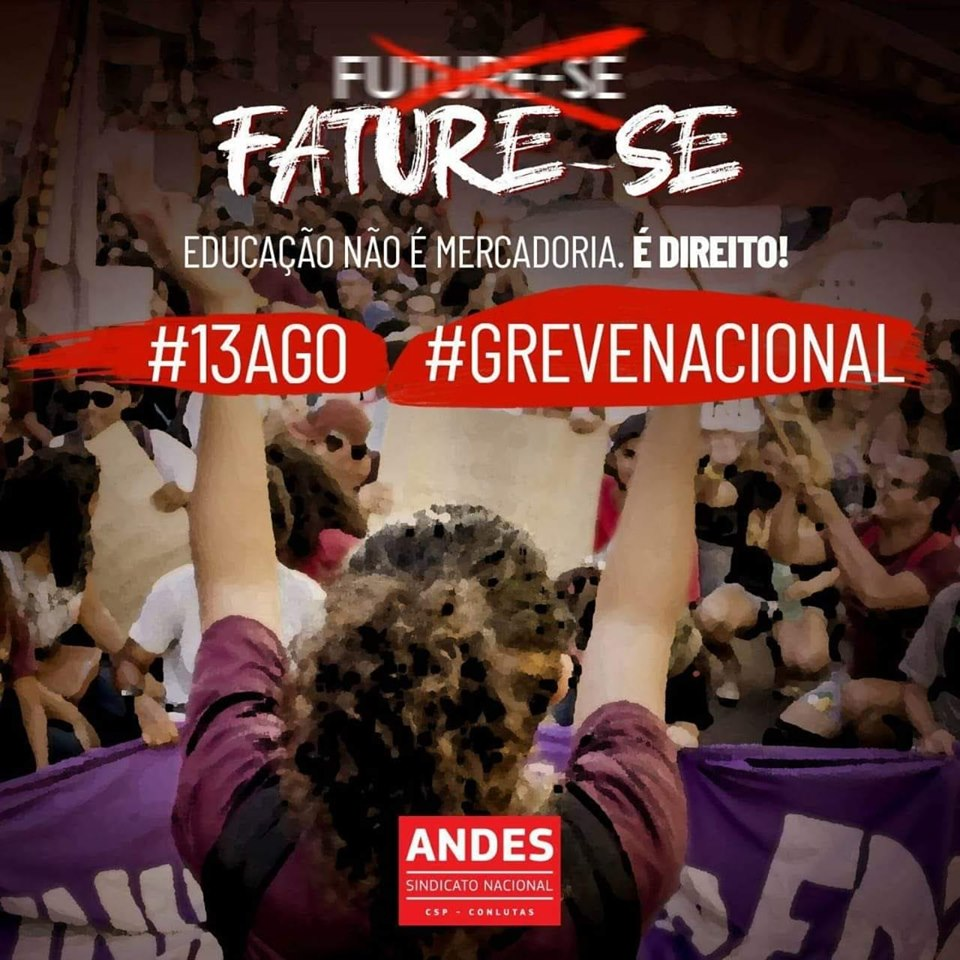 FUTURE-SE
FATURE-SE
EDUCAÇÃO NÃO É MERCADORIA. É DIREITO!
#13AGO #GREVENACIONAL
ANDES
SINDICATO NACIONAL
CSP - CONLUTAS